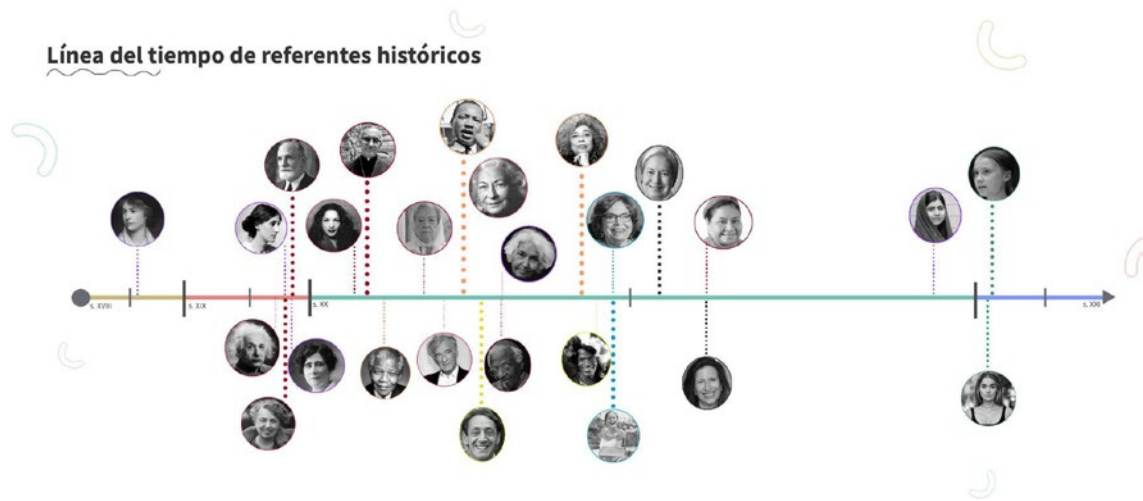 Línea del tiempo de referentes históricos
s. XVIII
s. XIX
s. XX
s. XXI